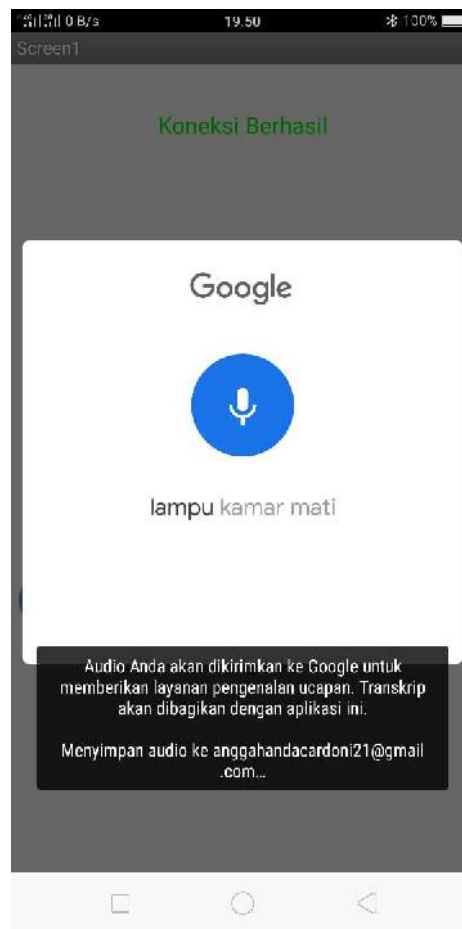 0 B/s 19.50 100%
Screen1
Koneksi Berhasil
Google
lampu kamar mati
Audio Anda akan dikirimkan ke Google untuk
memberikan layanan pengenalan ucapan. Transkrip
akan dibagikan dengan aplikasi ini.
Menyimpan audio ke anggahandacardoni21@gmail
.com...